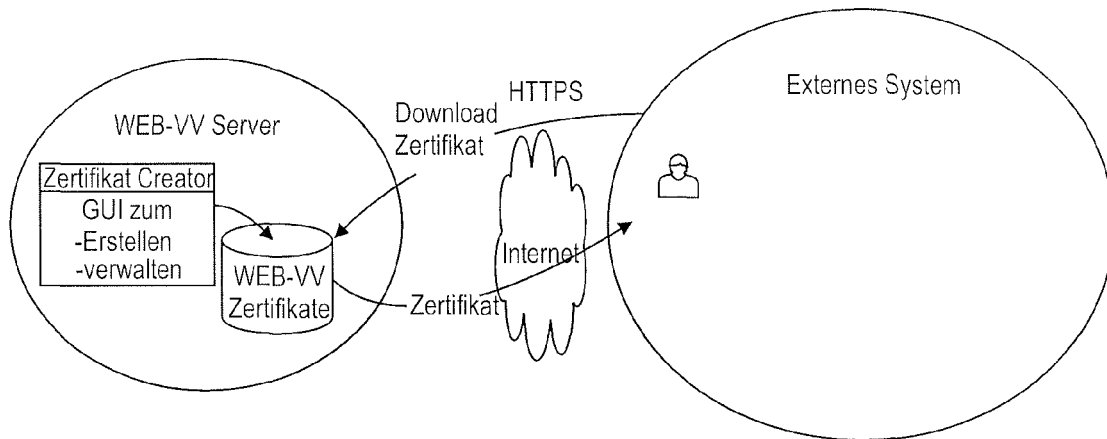 WEB-VV Server
Zertifikat Creator
GUI zum
-Erstellen
-verwalten
WEB-VV
Zertifikate
HTTPS
Download
Zertifikat
Internet
Zertifikat
Externes System